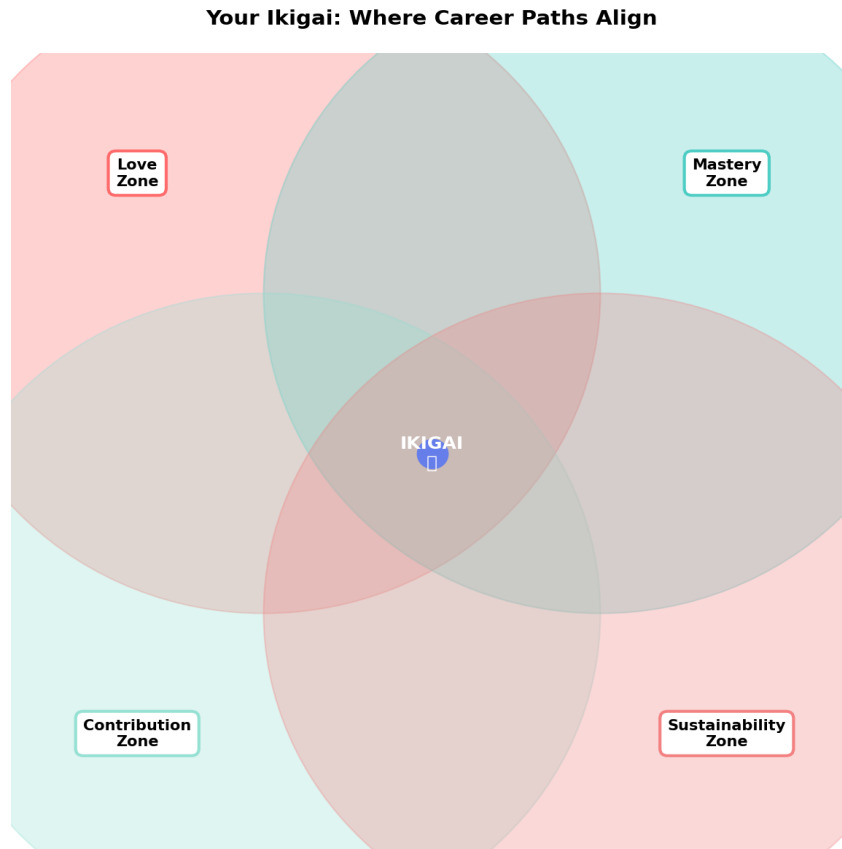 Your Ikigai: Where Career Paths Align
Love
Zone
Mastery
Zone
IKIGAI
Contribution
Zone
Sustainability
Zone